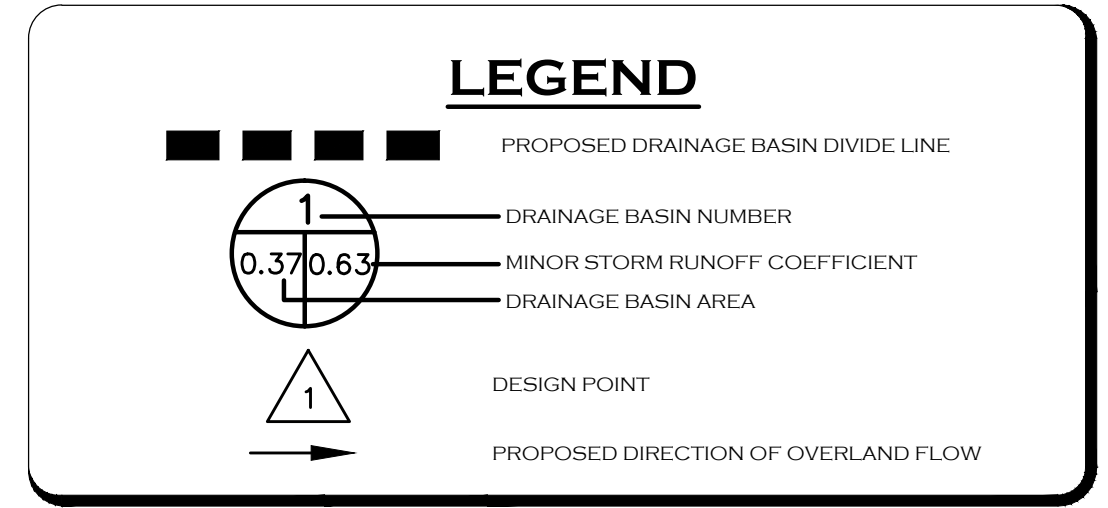 LEGEND
PROPOSED DRAINAGE BASIN DIVIDE LINE
1
DRAINAGE BASIN NUMBER
0.37 0.63
MINOR STORM RUNOFF COEFFICIENT
DRAINAGE BASIN AREA
1
DESIGN POINT
PROPOSED DIRECTION OF OVERLAND FLOW